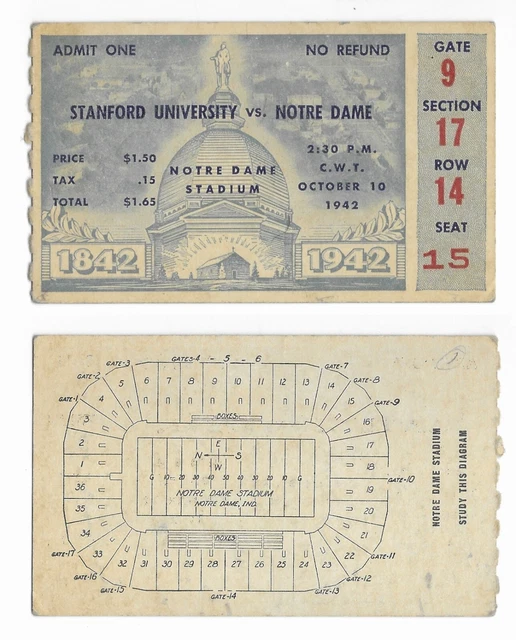 ADMIT ONE
NO REFUND
STANFORD UNIVERSITY vs. NOTRE DAME
PRICE $1.50
TAX .15
TOTAL $1.65
NOTRE DAME
STADIUM
2:30 P.M.
C.W.T.
OCTOBER 10
1942
1842
1942
GATE
9
SECTION
17
ROW
14
SEAT
15
GATES-4 - 5 - 6
GATE-3
GATE-7
GATE-2
GATE-8
GATE-1
GATE-9
4 5 6 7 8 9 10 11 12 13 14 15
3
16
2
17
1
18
36
19
35
20
34
21
33
22
32 31 30 29 28 27 26 25 24 23
BOXES
E
N S
W
G 10 20 30 40 50 40 30 20 10 G
NOTRE DAME STADIUM
NOTRE DAME, IND.
BOXES
GATE-10
GATE-17
GATE-11
GATE-16
GATE-12
GATE-15
GATE-13
GATE-14
NOTRE DAME STADIUM
STUDY THIS DIAGRAM